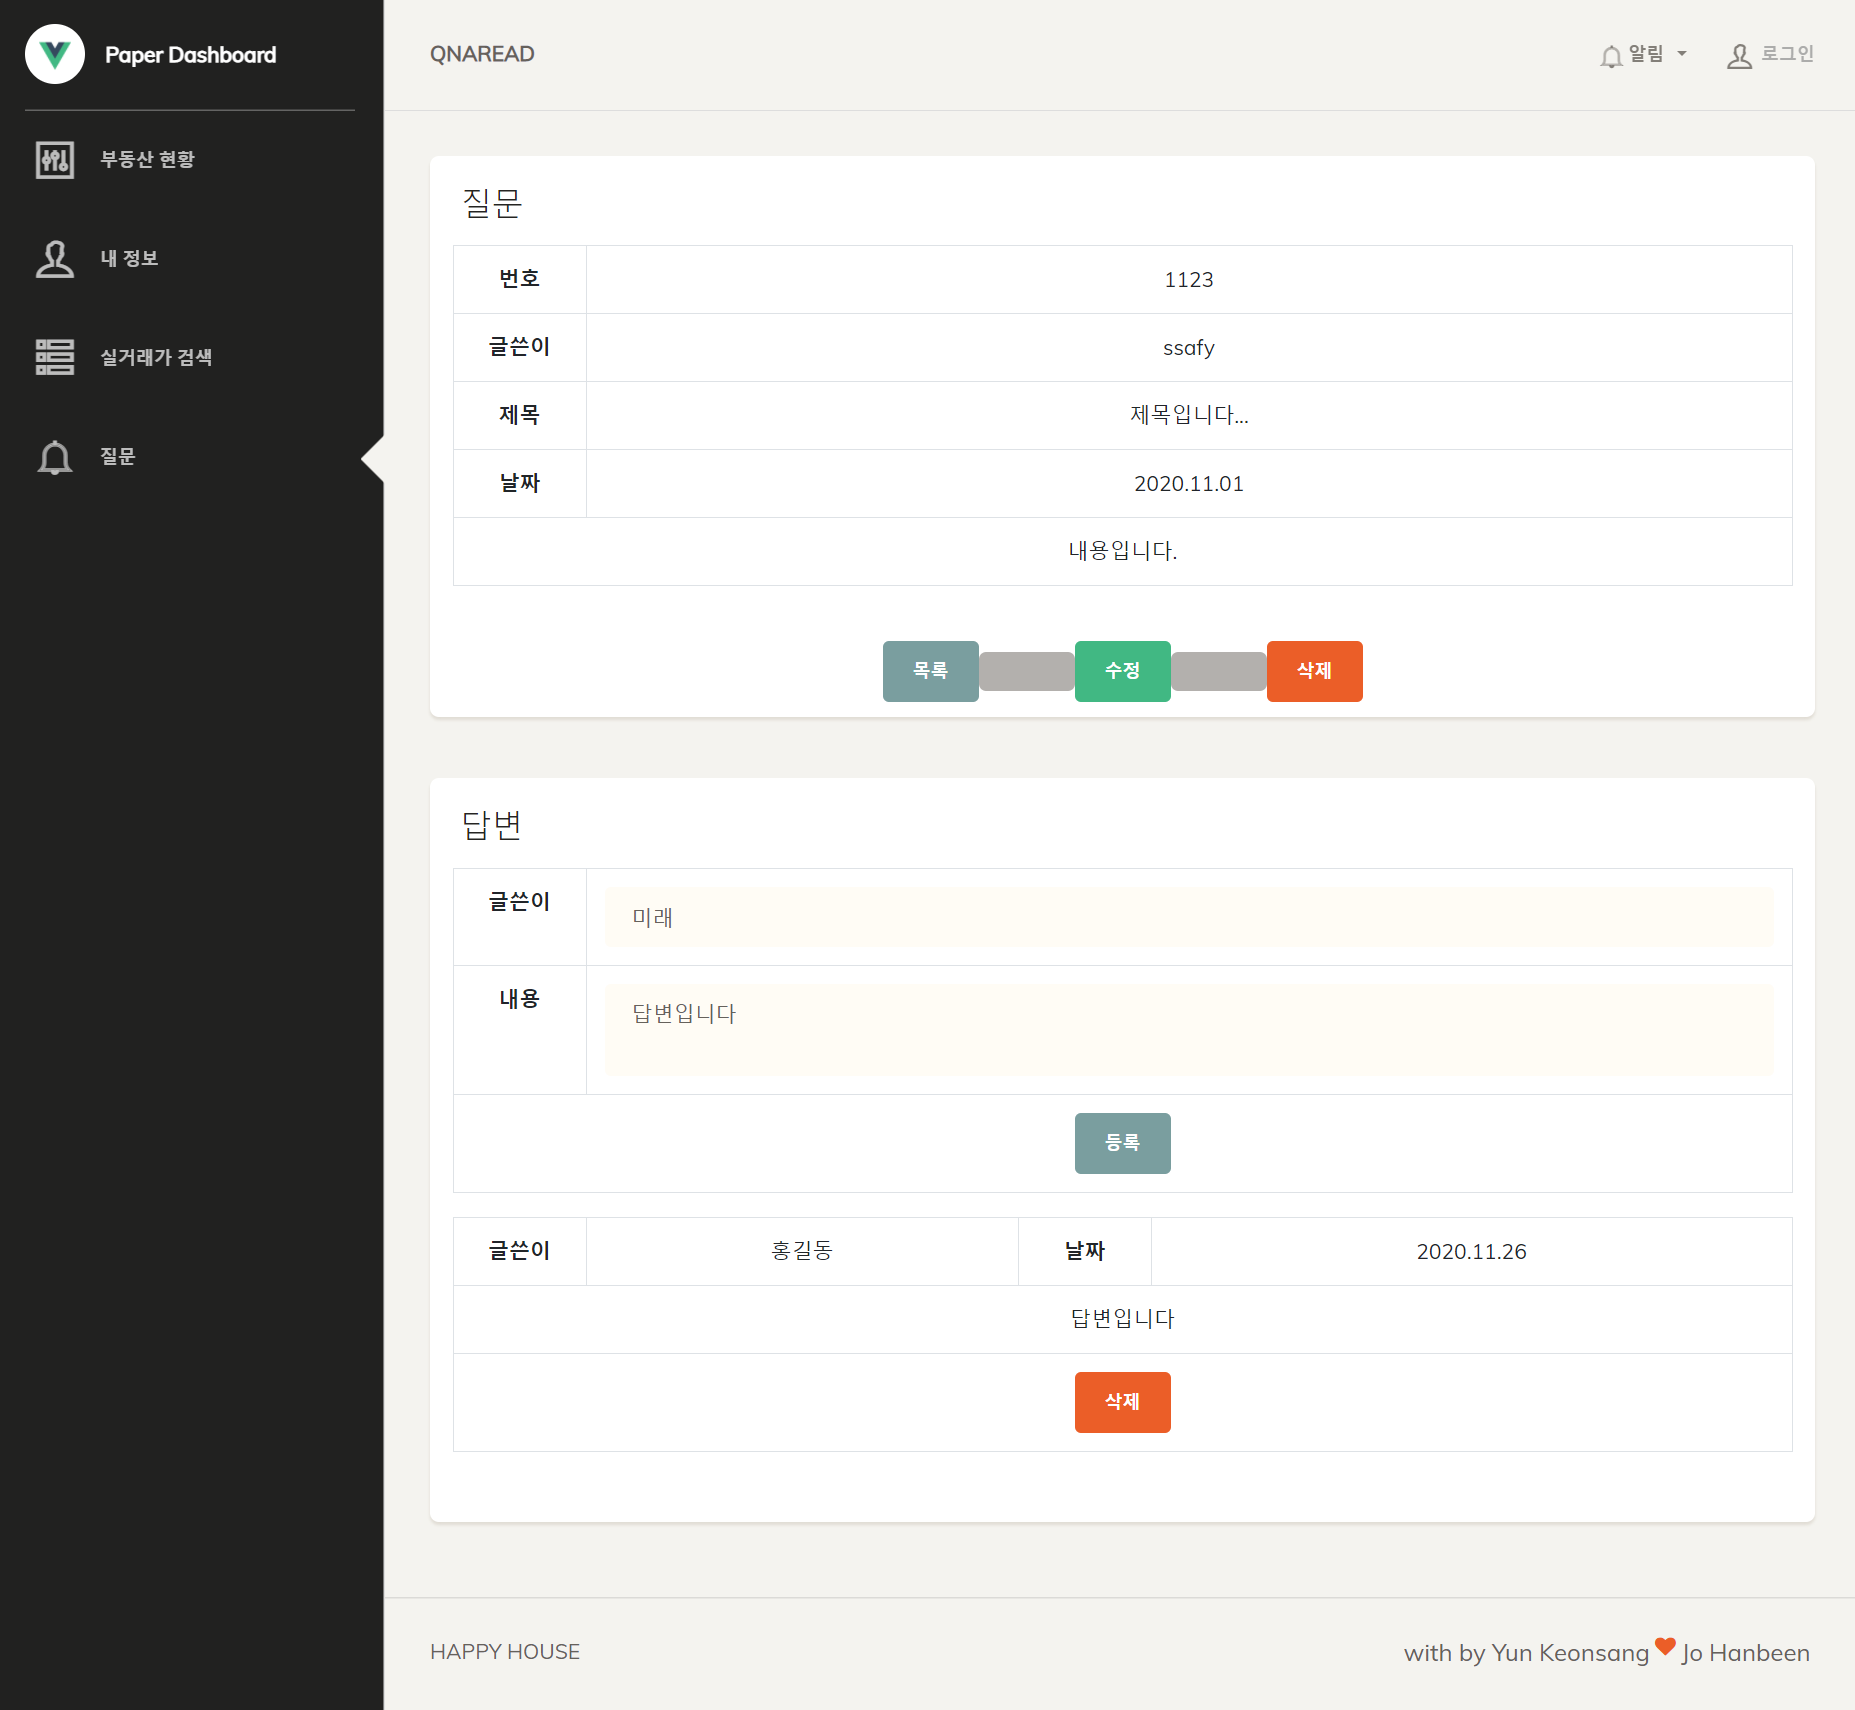 Paper Dashboard
부동산 현황
내 정보
실거래가 검색
질문
QNAREAD
알림
로그인
질문
번호 1123
글쓴이 ssafy
제목 제목입니다...
날짜 2020.11.01
내용입니다.
목록 수정 삭제
답변
글쓴이 미래
내용 답변입니다
등록
글쓴이 홍길동 날짜 2020.11.26
답변입니다
삭제
HAPPY HOUSE
with by Yun Keonsang Jo Hanbeen